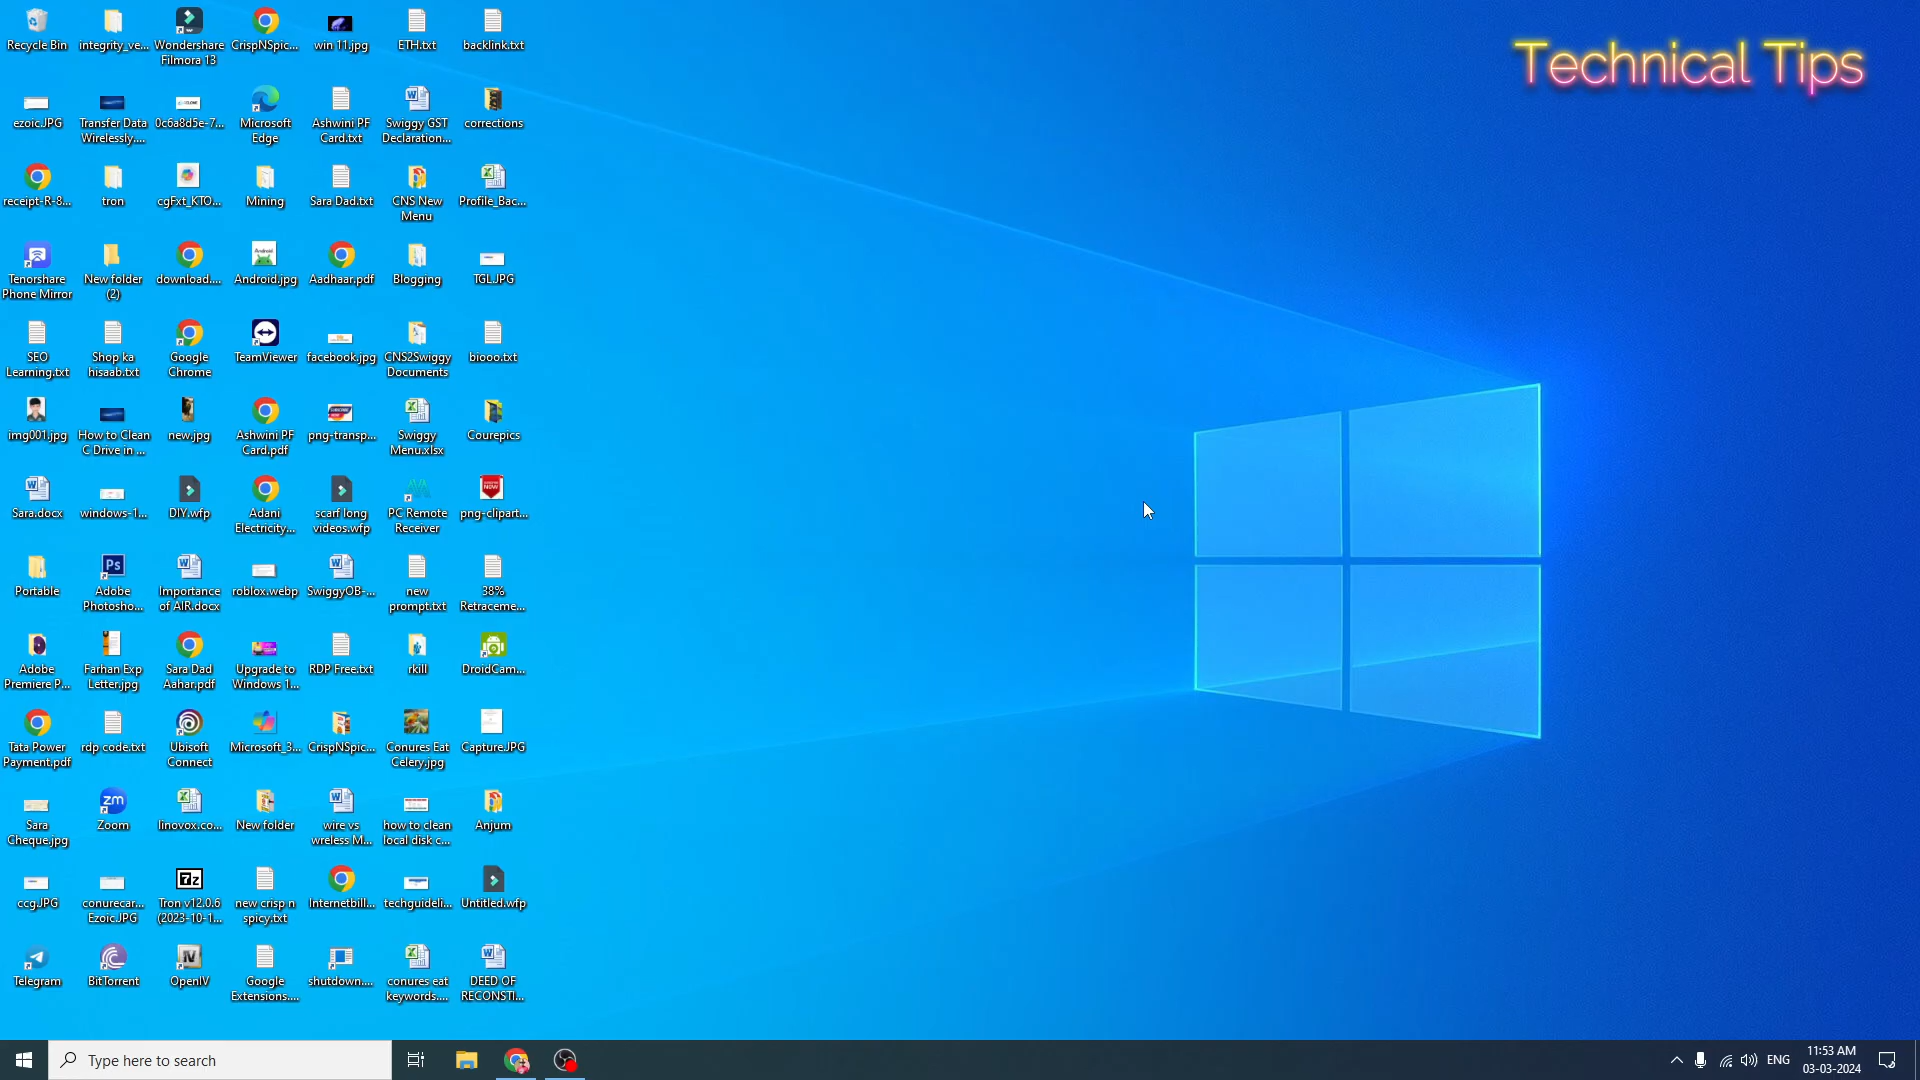 Technical Tips
Recycle Bin
integrity_ve...
Wondershare
Filmora 13
CrispNSpic...
win 11.jpg
ETH.txt
backlink.txt
ezoic.JPG
Transfer Data
Wirelessly....
0c6a8d5e-7...
Microsoft
Edge
Ashwini PF
Card.txt
Swiggy GST
Declaration...
corrections
receipt-R-8...
tron
cgFxt_KTO...
Mining
Sara Dad.txt
CNS New
Menu
Profile_Bac...
Tenorshare
Phone Mirror
New folder
(2)
download....
Android.jpg
Aadhaar.pdf
Blogging
TGL.JPG
SEO
Learning.txt
Shop ka
hisaab.txt
Google
Chrome
TeamViewer
facebook.jpg
CNS2Swiggy
Documents
biooo.txt
img001.jpg
How to Clean
C Drive in ...
new.jpg
Ashwini PF
Card.pdf
png-transp...
Swiggy
Menu.xlsx
Courepics
Sara.docx
windows-1...
DIY.wfp
Adani
Electricity...
scarf long
videos.wfp
PC Remote
Receiver
png-clipart...
Portable
Adobe
Photosho...
Importance
of AIR.docx
roblox.webp
SwiggyOB-...
new
prompt.txt
38%
Retraceme...
Adobe
Premiere P...
Farhan Exp
Letter.jpg
Sara Dad
Aahar.pdf
Upgrade to
Windows 1...
RDP Free.txt
rkill
DroidCam...
Tata Power
Payment.pdf
rdp code.txt
Ubisoft
Connect
Microsoft_3...
CrispNSpic...
Conures Eat
Celery.jpg
Capture.JPG
Sara
Cheque.jpg
Zoom
linovox.co...
New folder
wire vs
wreless M...
how to clean
local disk c...
Anjum
ccg.JPG
conurecar...
Ezoic.JPG
Tron v12.0.6
(2023-10-1...
new crisp n
spicy.txt
Internetbill...
techguideli...
Untitled.wfp
Telegram
BitTorrent
OpenIV
Google
Extensions....
shutdown....
conures eat
keywords....
DEED OF
RECONSTI...
Type here to search
ENG
11:53 AM
03-03-2024